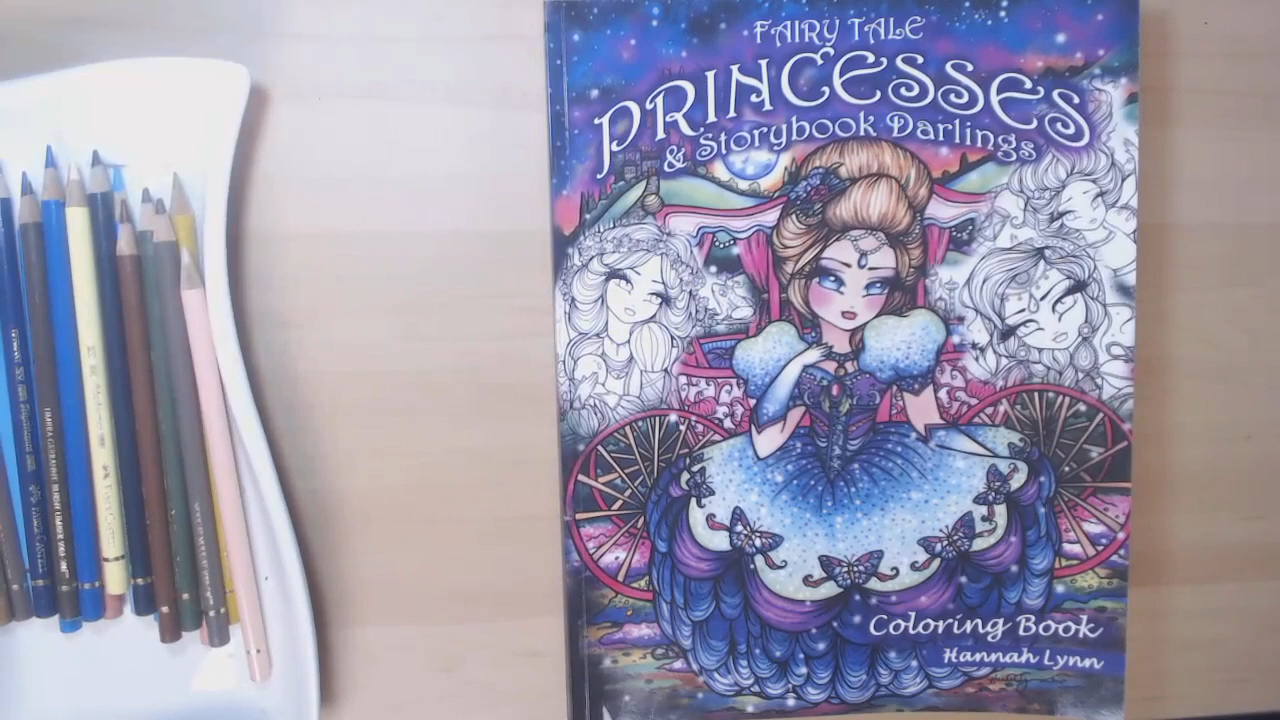 FAIRY TALE
PRINCESSES
& Storybook Darlings
Coloring Book
Hannah Lynn